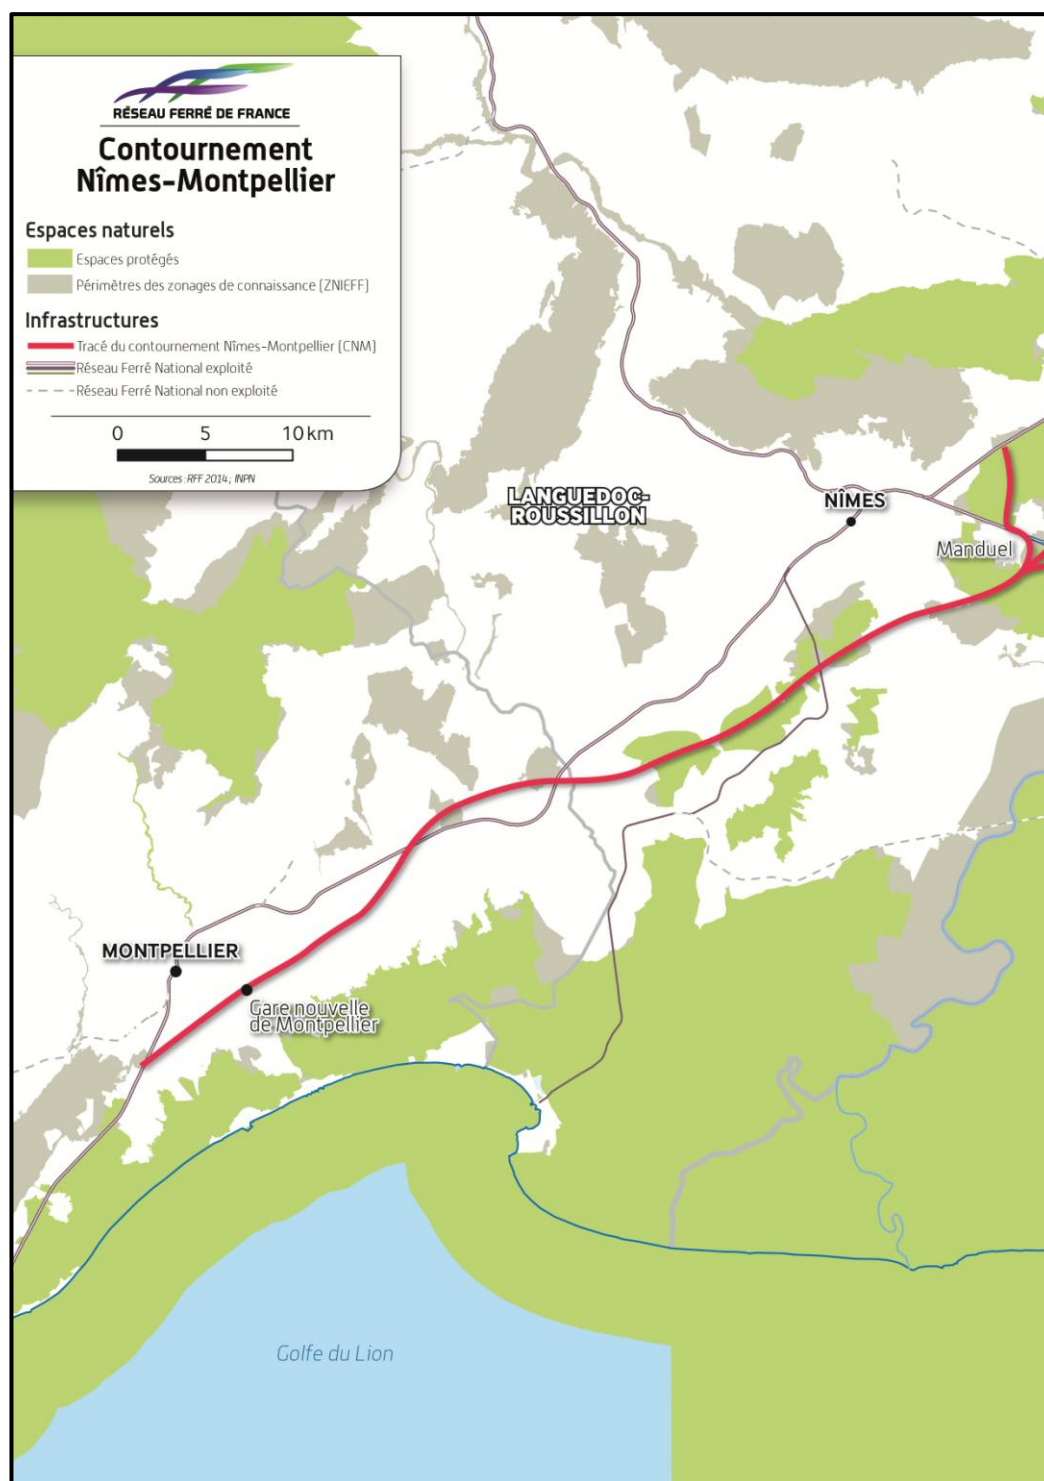 RÉSEAU FERRÉ DE FRANCE
Contournement
Nîmes-Montpellier
Espaces naturels
Espaces protégés
Périmètres des zonages de connaissance (ZNIEFF)
Infrastructures
Tracé du contournement Nîmes-Montpellier (CNM)
Réseau Ferré National exploité
Réseau Ferré National non exploité
0 5 10 km
Sources : RFF 2014 ; INPN
LANGUEDOC-
ROUSSILLON
NÎMES
Manduel
MONTPELLIER
Gare nouvelle
de Montpellier
Golfe du Lion